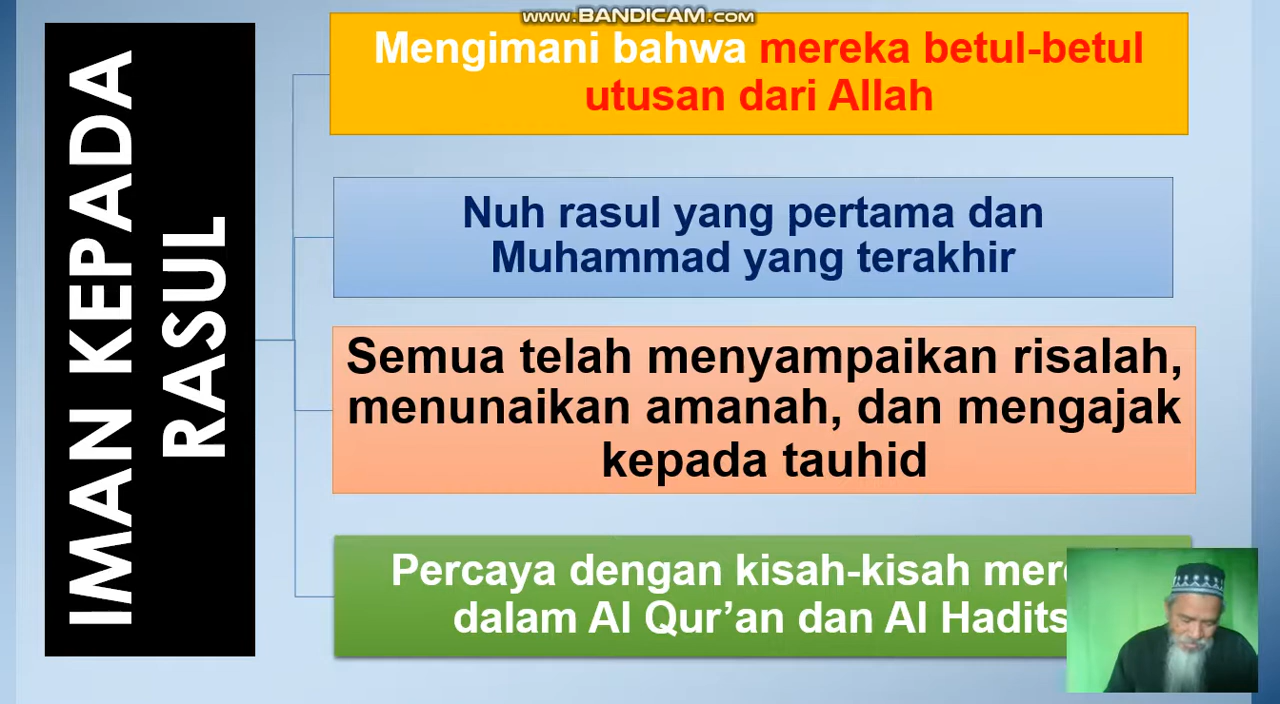 www.BANDICAM.com
IMAN KEPADA
RASUL
Mengimani bahwa mereka betul-betul
utusan dari Allah
Nuh rasul yang pertama dan
Muhammad yang terakhir
Semua telah menyampaikan risalah,
menunaikan amanah, dan mengajak
kepada tauhid
Percaya dengan kisah-kisah
dalam Al Qur’an dan Al Hadits